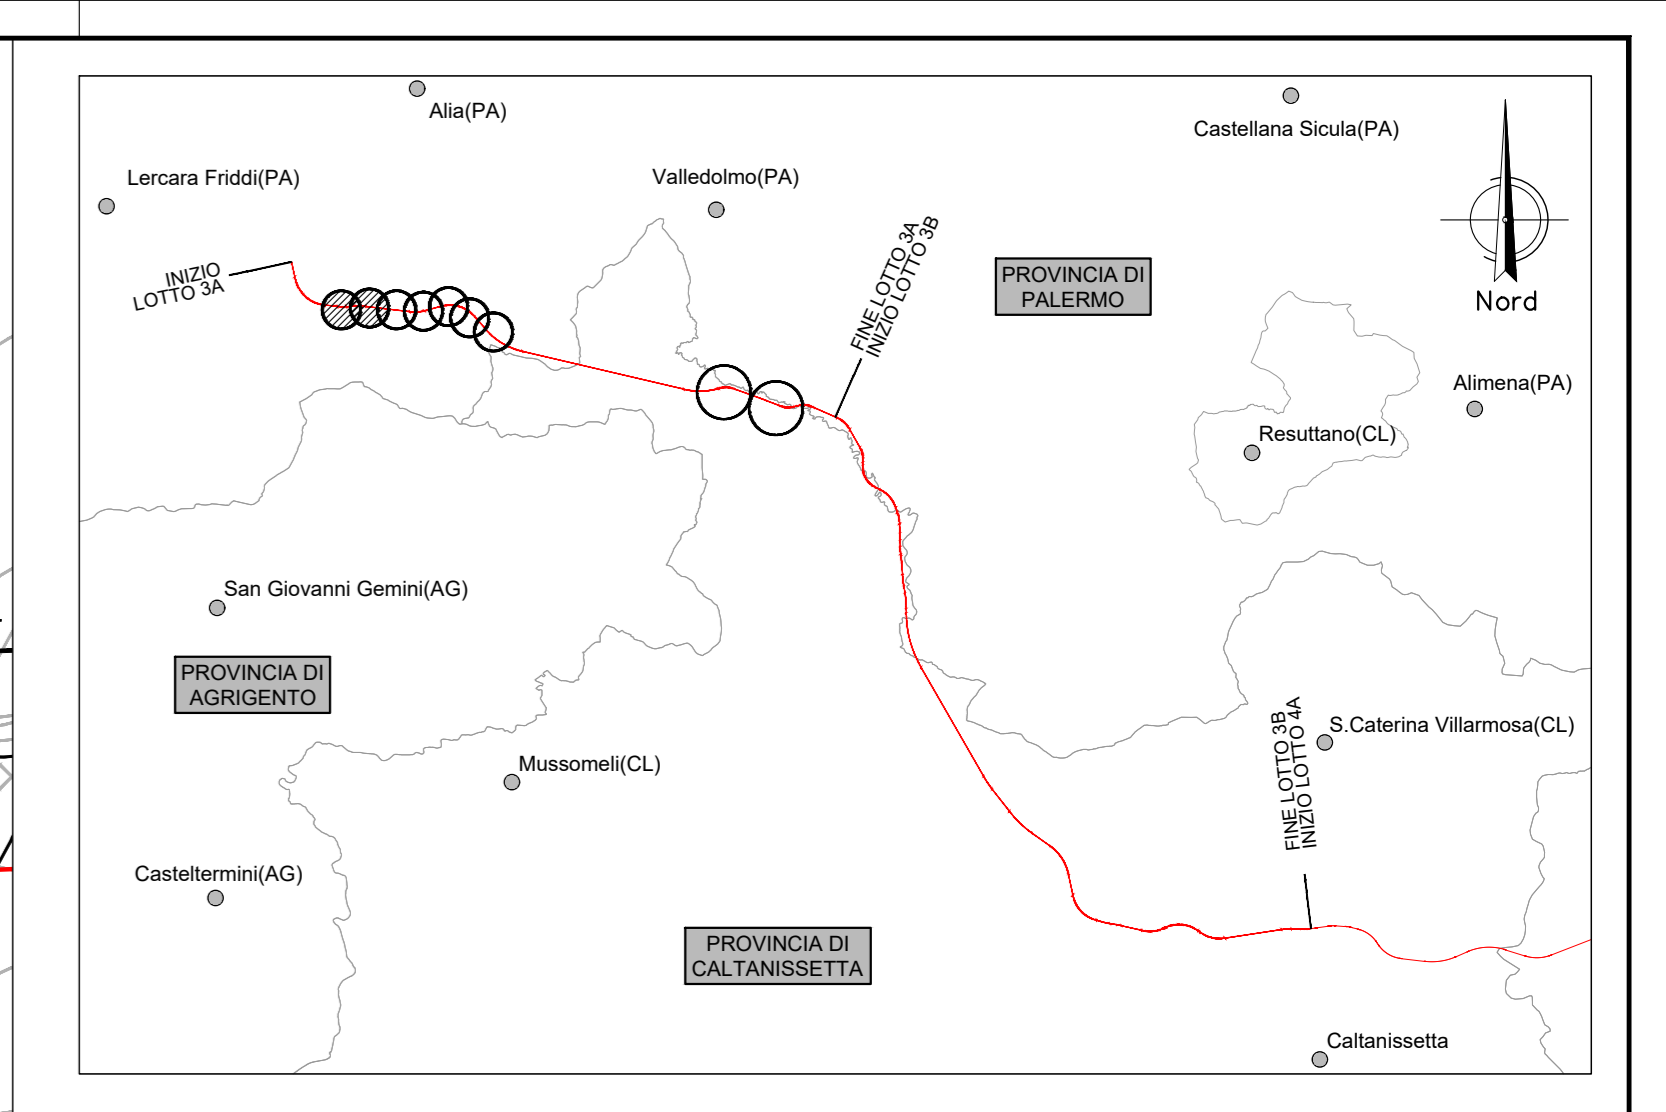 Alia(PA)
Castellana Sicula(PA)
Lercara Friddi(PA)
Valledolmo(PA)
INIZIO
LOTTO 3A
FINE LOTTO 3A
INIZIO LOTTO 3B
PROVINCIA DI
PALERMO
Nord
Alimena(PA)
Resuttano(CL)
San Giovanni Gemini(AG)
PROVINCIA DI
AGRIGENTO
FINE LOTTO 3B
INIZIO LOTTO 4A
S.Caterina Villarmosa(CL)
Mussomeli(CL)
Casteltermini(AG)
PROVINCIA DI
CALTANISSETTA
Caltanissetta